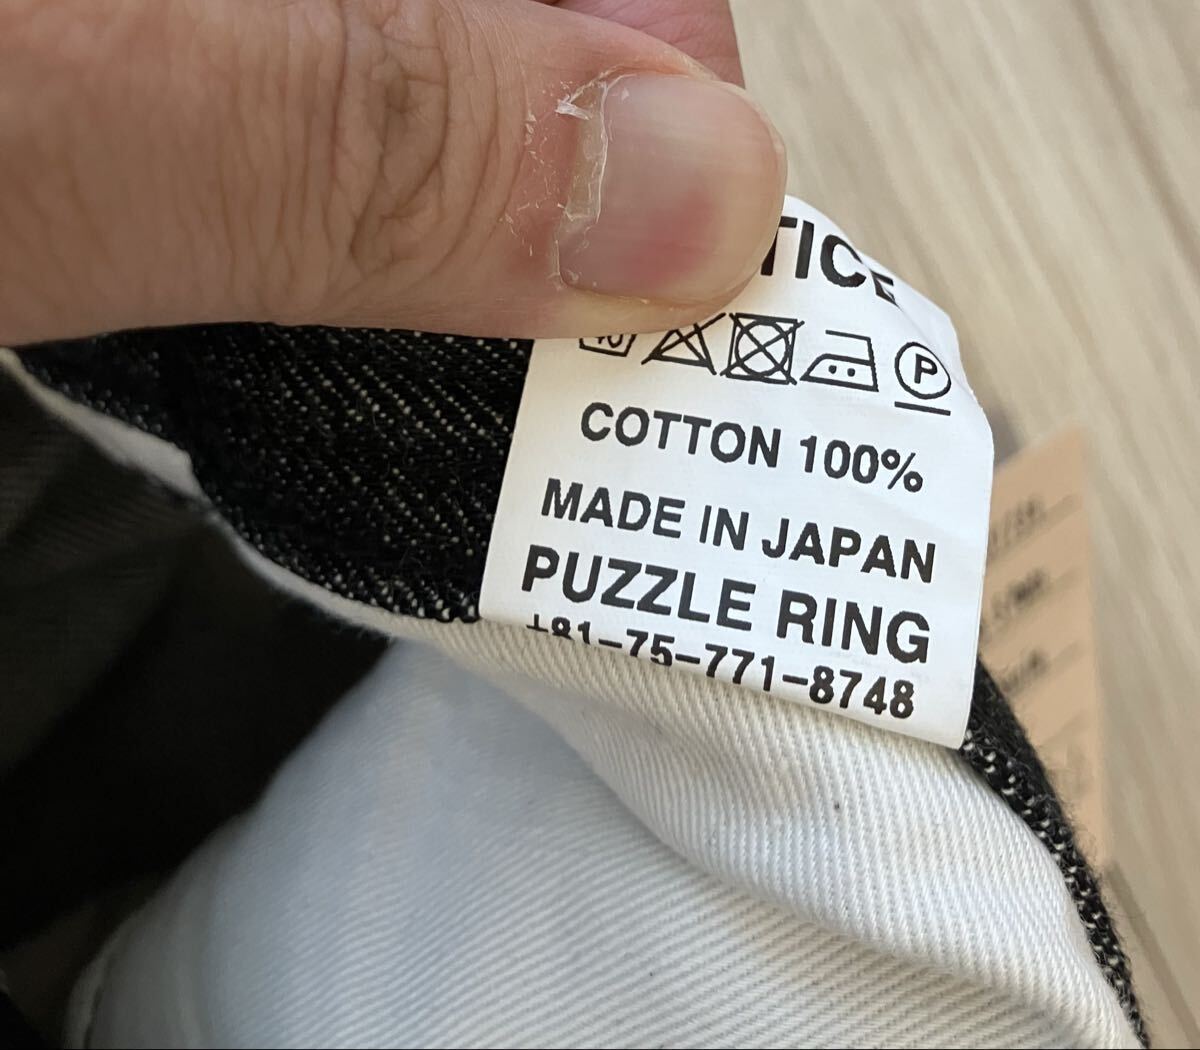 TICE
P
COTTON 100%
MADE IN JAPAN
PUZZLE RING
+81-75-771-8748